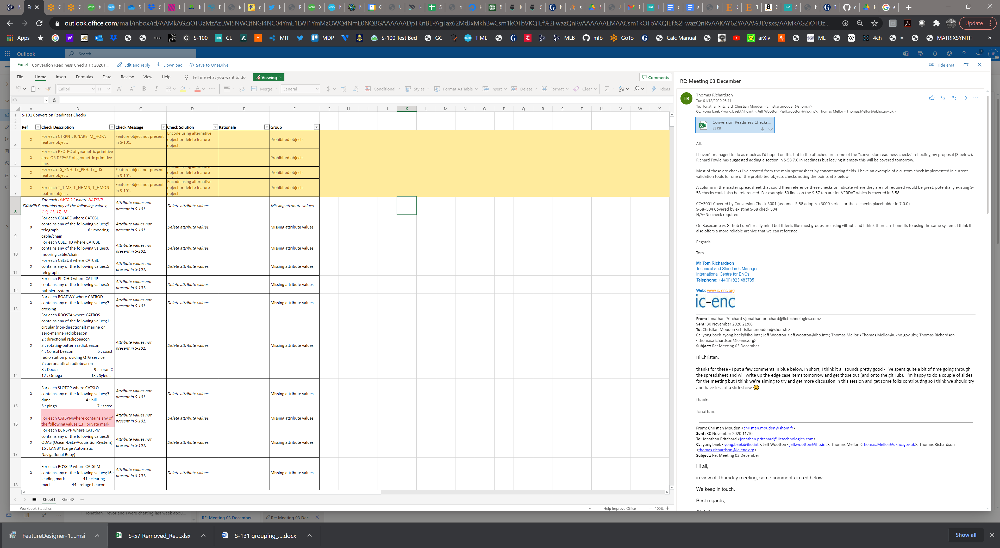 outlook.office.com/mail/inbox/id/
Update
Apps
S-100
CL
MIT
MDP
S-100 Test Bed
GC
TIME
MLB
mlb
GoTo
Calc Manual
arXiv
ML
4ch
=
MATRIXSYNTH
»
Outlook
Search
JP
Excel Conversion Readiness Checks TR 20201... Edit and reply Download Save to OneDrive
Hide email
File Home Insert Formulas Data Review View Help Tell me what you want to do Viewing
Comments
Calibri 11 Merge General Conditional Styles Format As Table Insert Delete Format Clear Ideas
K8 fx
A B C D E F G H I J K L M N O P Q R S T U V W X
1 S-101 Conversion Readiness Checks
2
3 Ref Check Description Check Message Check Solution Rationale Group
4 X For each CTRPNT, ICNARE, M_HOPA feature object. Feature object not present in S-101. Encode using alternative object or delete feature object. Prohibited objects
5 X For each RECTRC of geometric primitive area OR DEPARE of geometric primitive line. Prohibited objects
6 X For each TS_PNH, TS_PRH, TS_TIS feature object. Feature object not present in S-101. Encode using alternative object or delete feature Prohibited objects
7 X For each T_TIMS, T_NHMN, T_HMON feature object. Feature object not present in S-101. Encode using alternative object or delete feature object. Prohibited objects
8 EXAMPLE For each UWTROC where NATSUR contains any of the following values; 1-9, 11, 17, 18 Attribute values not present in S-101. Delete attribute values. Missing attribute values
9 X For each CBLARE where CATCBL contains any of the following values;5 : telegraph 6 : mooring cable/chain Attribute values not present in S-101. Delete attribute values. Missing attribute values
10 X For each CBLOHD where CATCBL contains any of the following values;6 : mooring cable/chain Attribute values not present in S-101. Delete attribute values. Missing attribute values
11 X For each CBLSUB where CATCBL contains any of the following values;5 : telegraph Attribute values not present in S-101. Delete attribute values. Missing attribute values
12 X For each PIPOHD where CATPIP contains any of the following values;5 : bubbler system Attribute values not present in S-101. Delete attribute values. Missing attribute values
13 X For each ROADWY where CATROD contains any of the following values;7 : crossing Attribute values not present in S-101. Delete attribute values. Missing attribute values
14 X For each RDOSTA where CATROS contains any of the following values;1 : circular (non-directional) marine or aero-marine radiobeacon
2 : directional radiobeacon
3 : rotating-pattern radiobeacon
4 : Consol beacon 6 : coast radio station providing QTG service
7 : aeronautical radiobeacon
8 : Decca 9 : Loran C
12 : Omega 13 : Syledis Attribute values not present in S-101. Delete attribute values. Missing attribute values
15 X For each SLOTOP where CATSLO contains any of the following values;3 : dune 4 : hill
5 : pingo 7 : scree Attribute values not present in S-101. Delete attribute values. Missing attribute values
16 X For each CATSPMwhere contains any of the following values;13 : private mark Attribute values not present in S-101. Delete attribute values. Missing attribute values
17 X For each BCNSPP where CATSPM contains any of the following values;9 : ODAS (Ocean-Data-Acquisition-System) 15 : LANBY (Large Automatic Navigational Buoy) Attribute values not present in S-101. Delete attribute values. Missing attribute values
18 X For each BOYSPP where CATSPM contains any of the following values;16 : leading mark 41 : clearing mark 44 : refuge beacon Attribute values not present in S-101. Delete attribute values. Missing attribute values
Sheet1 Sheet2
Workbook Statistics
Help Improve Office 100%
RE: Meeting 03 December
TR
Thomas Richardson
Tue 01/12/2020 08:41
To: Jonathan Pritchard; Christian Mouden <christian.mouden@shom.fr>
Cc: yong baek <yong.baek@iho.int>; Jeff Wootton <jeff.wootton@iho.int>; Thomas Mellor <Thomas.Mellor@ukho.gov.uk>
Conversion Readiness Checks...
32 KB
All,
I haven't managed to do as much as I'd hoped on this but in the attached are some of the "conversion readiness checks" reflecting my proposal (3 below).
Richard Fowle has suggested adding a section in S-58 7.0 in readiness but leaving it empty this will be covered tomorrow.
Most of these are checks I've created from the main spreadsheet by concatenating fields. I have an example of a custom check implemented in current
validation tools for one of the prohibited objects checks noting the points at 3 below.
A column in the master spreadsheet that could then reference these checks or indicate where they are not required would be great, potentially existing S-
58 checks could also be referenced. For example 50 lines on the S-57 tab are for VERDAT which is covered in S-58.
CC=3001 Covered by Conversion Check 3001 (assumes S-58 adopts a 3000 series for these checks placeholder in 7.0.0)
S-58=504 Covered by existing S-58 check 504
N/A=No check required
On Basecamp vs Github I don't really mind but it feels like most groups are using Github and I think there are benefits to using the same system. I think it
also offers a more reliable archive that we can reference.
Regards,
Tom
Mr Tom Richardson
Technical and Standards Manager
International Centre for ENCs
Telephone: +44(0)1823 483785
Web: www.ic-enc.org
ic-enc
From: Jonathan Pritchard <jonathan.pritchard@iictechnologies.com>
Sent: 30 November 2020 21:06
To: Christian Mouden <christian.mouden@shom.fr>
Cc: yong baek <yong.baek@iho.int>; Jeff Wootton <jeff.wootton@iho.int>; Thomas Mellor <Thomas.Mellor@ukho.gov.uk>; Thomas Richardson
<thomas.richardson@ic-enc.org>
Subject: Re: Meeting 03 December
Hi Christan,
thanks for these - I put a few comments in blue below. In short, I think it all sounds pretty good - I've spent quite a bit of time going through
the spreadsheet and will write up the edge case items tomorrow and get those out (and onto the gitHub). I'm happy to do a couple of slides
for the meeting but I think we're aiming to try and get more discussion in this session and get some folks contributing so I think we should try
and have less of a slideshow 🙂.
thanks
Jonathan.
From: Christian Mouden <christian.mouden@shom.fr>
Sent: 30 November 2020 11:10
To: Jonathan Pritchard <jonathan.pritchard@iictechnologies.com>
Cc: yong baek <yong.baek@iho.int>; Jeff Wootton <jeff.wootton@iho.int>; Thomas Mellor <Thomas.Mellor@ukho.gov.uk>; Thomas Richardson
<thomas.richardson@ic-enc.org>
Subject: Re: Meeting 03 December
Hi all,
in view of Thursday meeting, some comments in red below.
We keep in touch.
Best regards,
Hi Jonathan, Trevor and I were chatting last week abou...
RE: Meeting 03 December
Re: Meeting 03 Dec...
FeatureDesigner-1....msi
S-57 Removed_Re....xlsx
S-131 grouping_....docx
Show all